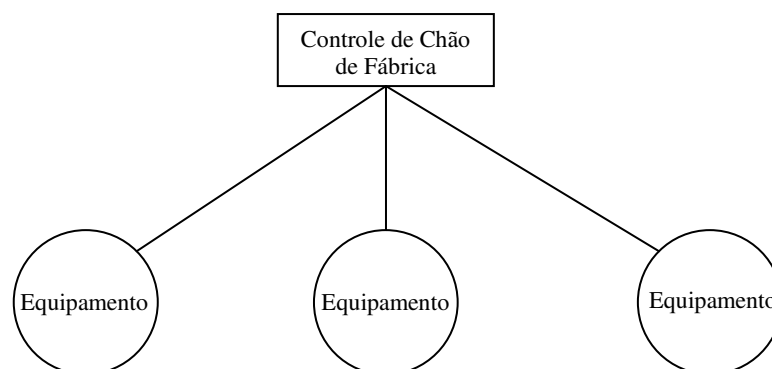 Controle de Chão
de Fábrica
Equipamento
Equipamento
Equipamento